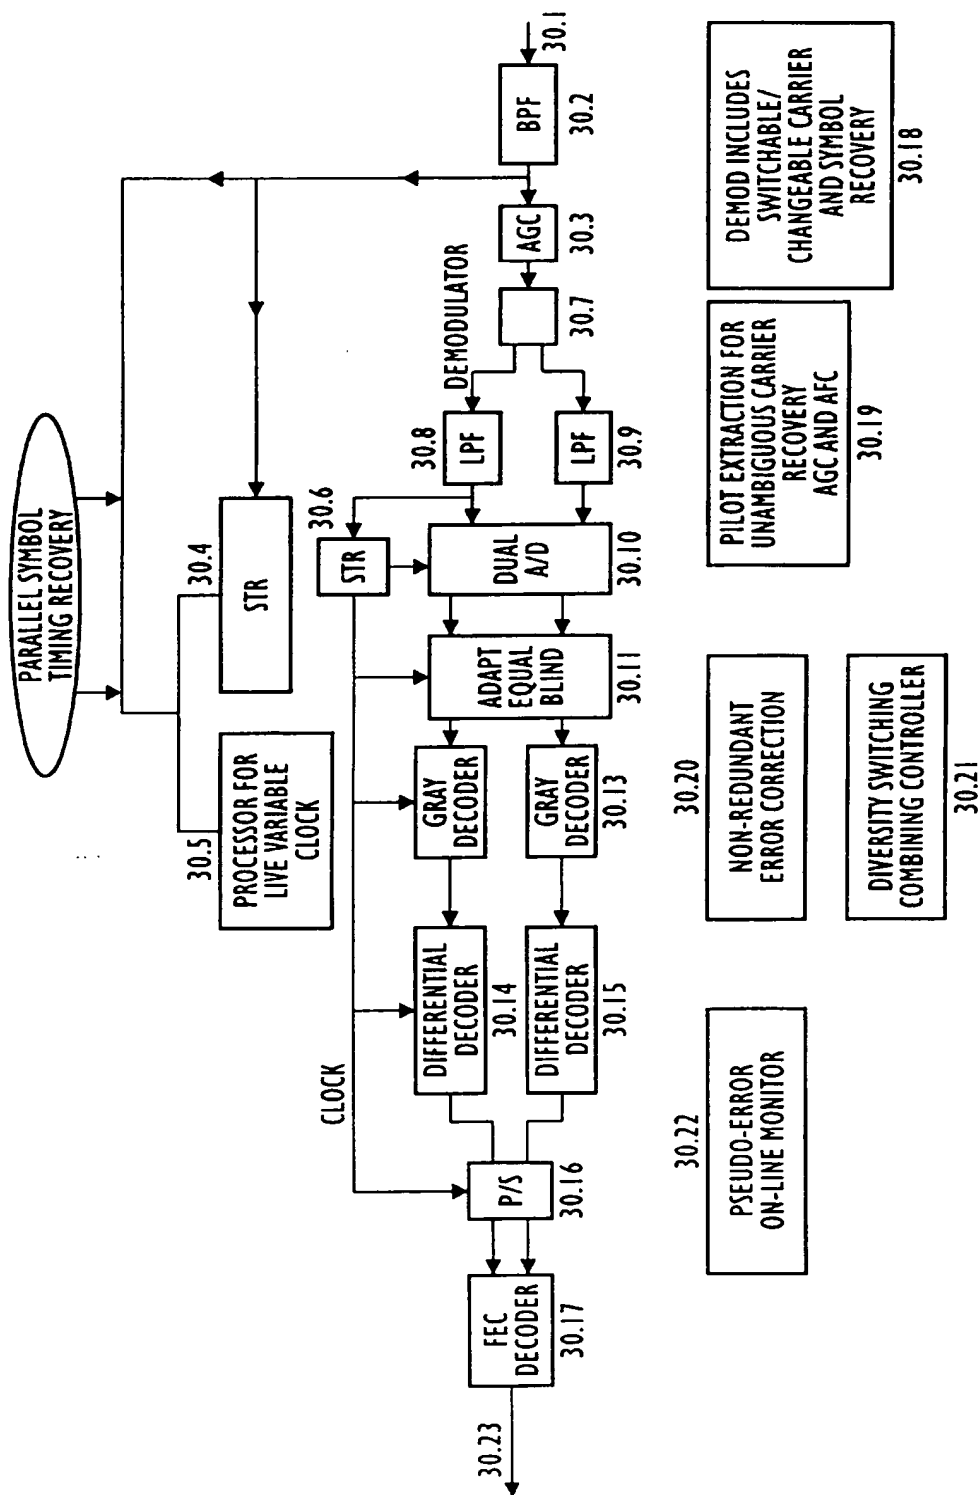 PARALLEL SYMBOL
TIMING RECOVERY
30.5
PROCESSOR FOR
LIVE VARIABLE
CLOCK
30.4
STR
CLOCK
30.6
STR
DEMODULATOR
30.1
BPF
30.2
AGC
30.3
30.7
30.8
LPF
LPF
30.9
DUAL
A/D
30.10
ADAPT
EQUAL
BLIND
30.11
GRAY
DECODER
GRAY
DECODER
30.13
DIFFERENTIAL
DECODER
30.14
DIFFERENTIAL
DECODER
30.15
P/S
30.16
FEC
DECODER
30.17
30.23
30.22
PSEUDO-ERROR
ON-LINE MONITOR
30.20
NON-REDUNDANT
ERROR CORRECTION
DIVERSITY SWITCHING
COMBINING CONTROLLER
30.21
PILOT EXTRACTION FOR
UNAMBIGUOUS CARRIER
RECOVERY
AGC AND AFC
30.19
DEMOD INCLUDES
SWITCHABLE/
CHANGEABLE CARRIER
AND SYMBOL
RECOVERY
30.18